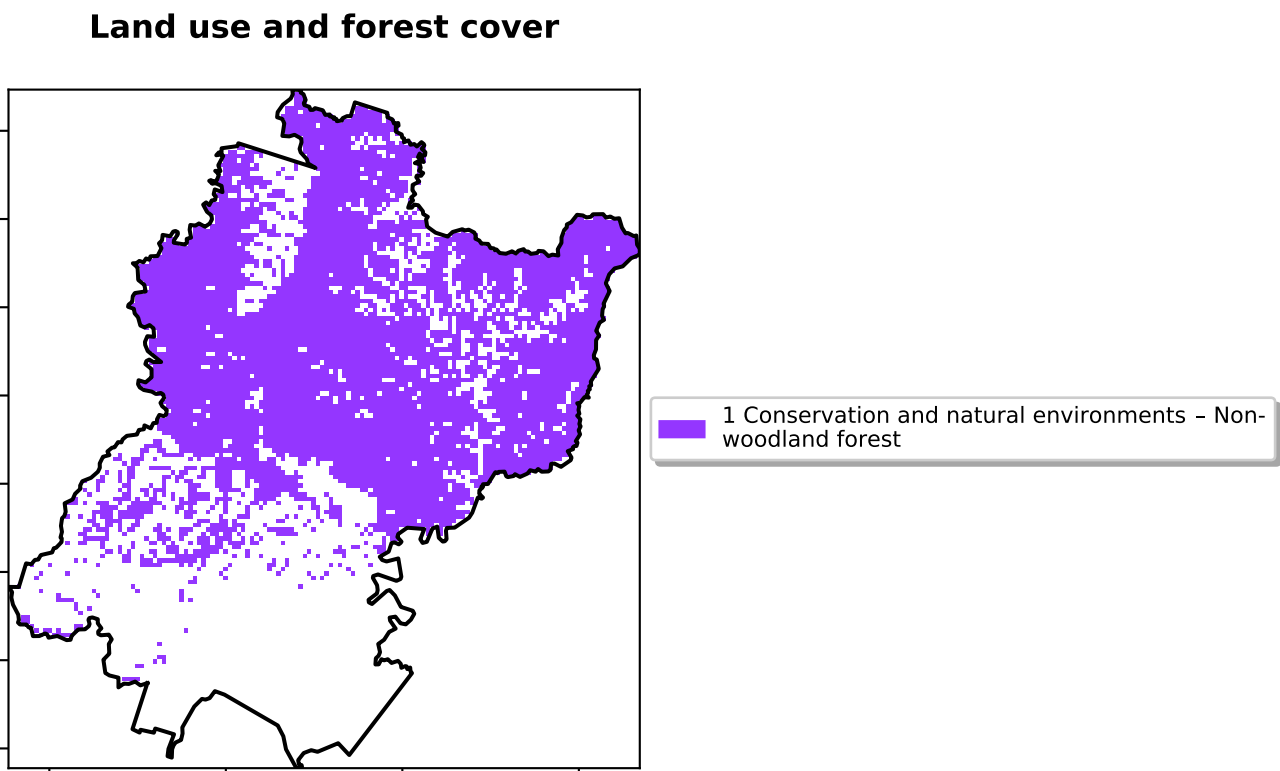 Land use and forest cover
1 Conservation and natural environments – Non-
woodland forest